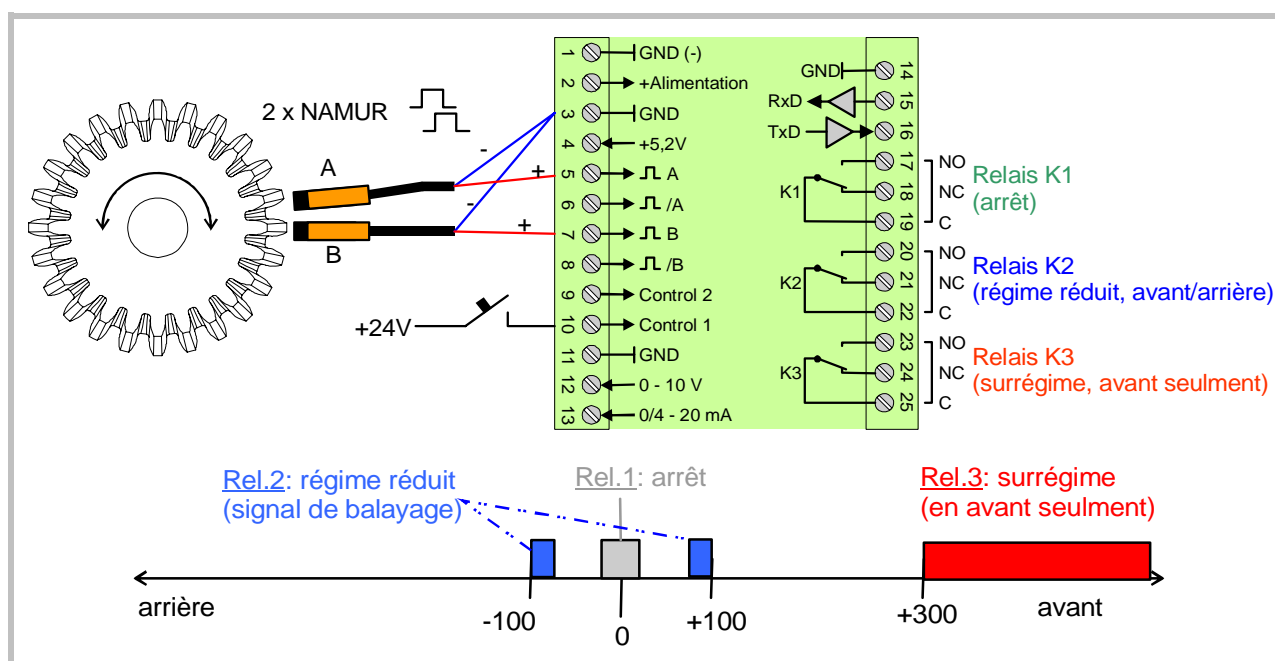 2 x NAMUR
A
B
-
+
-
+
+24V
1 GND (-)
2 +Alimentation
3 GND
4 +5,2V
5 A
6 /A
7 B
8 /B
9 Control 2
10 Control 1
11 GND
12 0 - 10 V
13 0/4 - 20 mA
GND 14
RxD 15
TxD 16
17 NO
K1 18 NC
19 C
Relais K1
(arrêt)
20 NO
K2 21 NC
22 C
Relais K2
(régime réduit, avant/arrière)
23 NO
K3 24 NC
25 C
Relais K3
(surrégime, avant seulment)
Rel.2: régime réduit
(signal de balayage)
Rel.1: arrêt
Rel.3: surrégime
(en avant seulment)
arrière
-100
0
+100
+300
avant